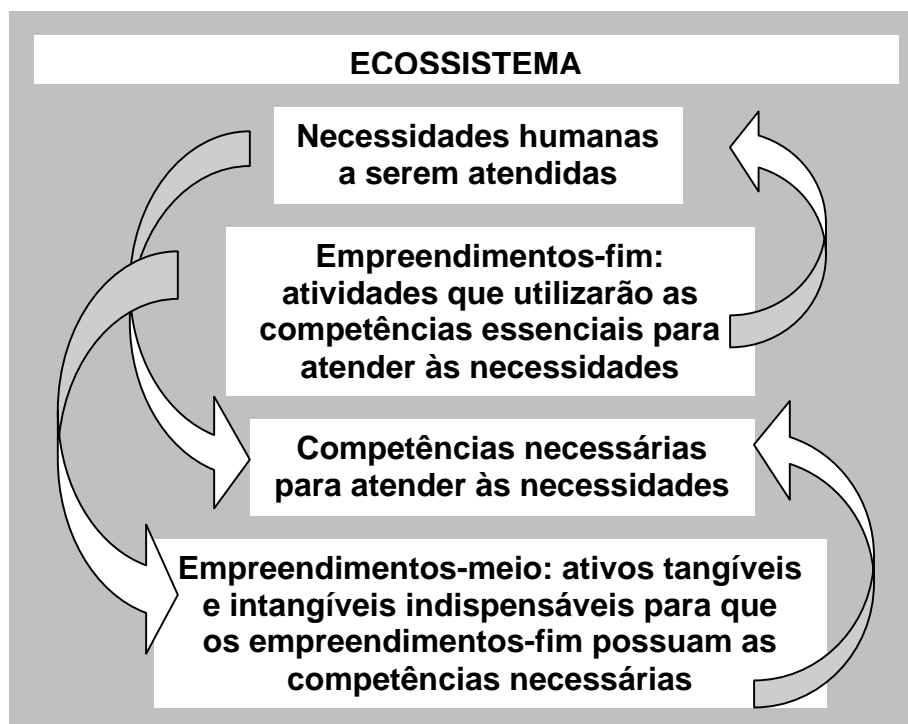 ECOSSISTEMA
Necessidades humanas
a serem atendidas
Empreendimentos-fim:
atividades que utilizarão as
competências essenciais para
atender às necessidades
Competências necessárias
para atender às necessidades
Empreendimentos-meio: ativos tangíveis
e intangíveis indispensáveis para que
os empreendimentos-fim possuam as
competências necessárias